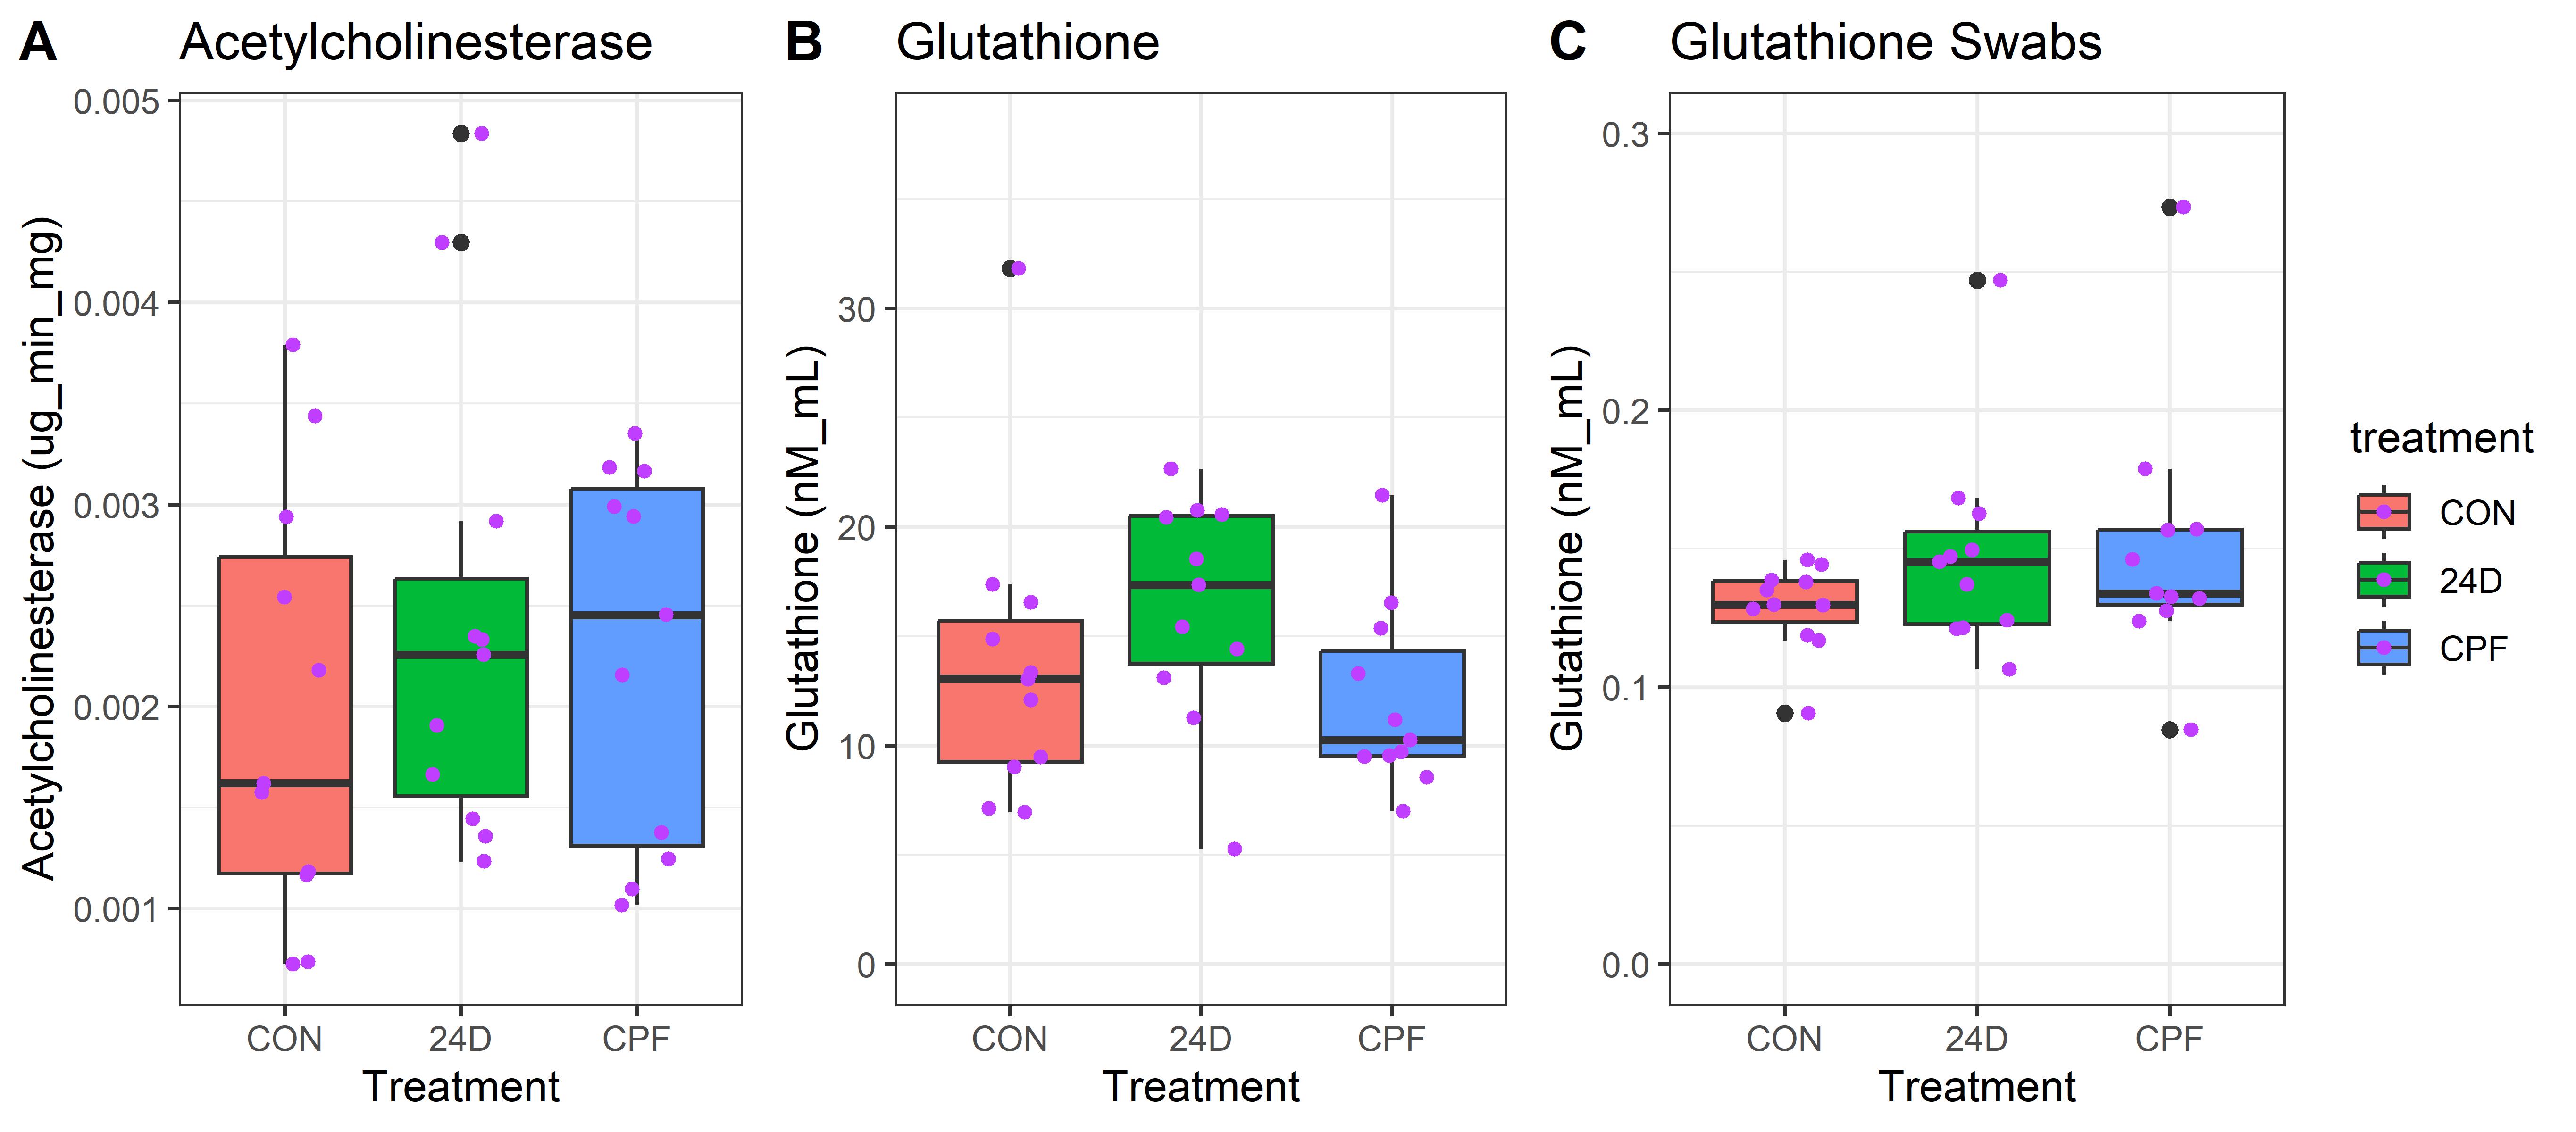 A Acetylcholinesterase
Acetylcholinesterase (ug_min_mg)
0.005
0.004
0.003
0.002
0.001
CON 24D CPF
Treatment
B Glutathione
Glutathione (nM_mL)
30
20
10
0
CON 24D CPF
Treatment
C Glutathione Swabs
Glutathione (nM_mL)
0.3
0.2
0.1
0.0
CON 24D CPF
Treatment
treatment
CON
24D
CPF